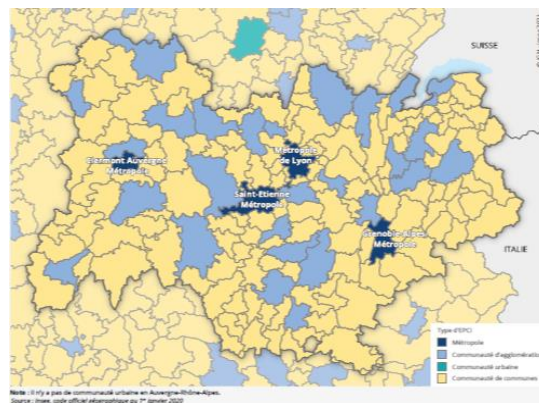 SUISSE
Clermont Auvergne
Métropole
Métropole
de Lyon
Saint-Etienne
Métropole
Grenoble-Alpes
Métropole
ITALIE
Type d'EPCI
Métropole
Communauté d'agglomération
Communauté urbaine
Communauté de communes
Note : Il n'y a pas de communauté urbaine en Auvergne-Rhône-Alpes.
Source : Insee, code officiel géographique au 1er janvier 2020